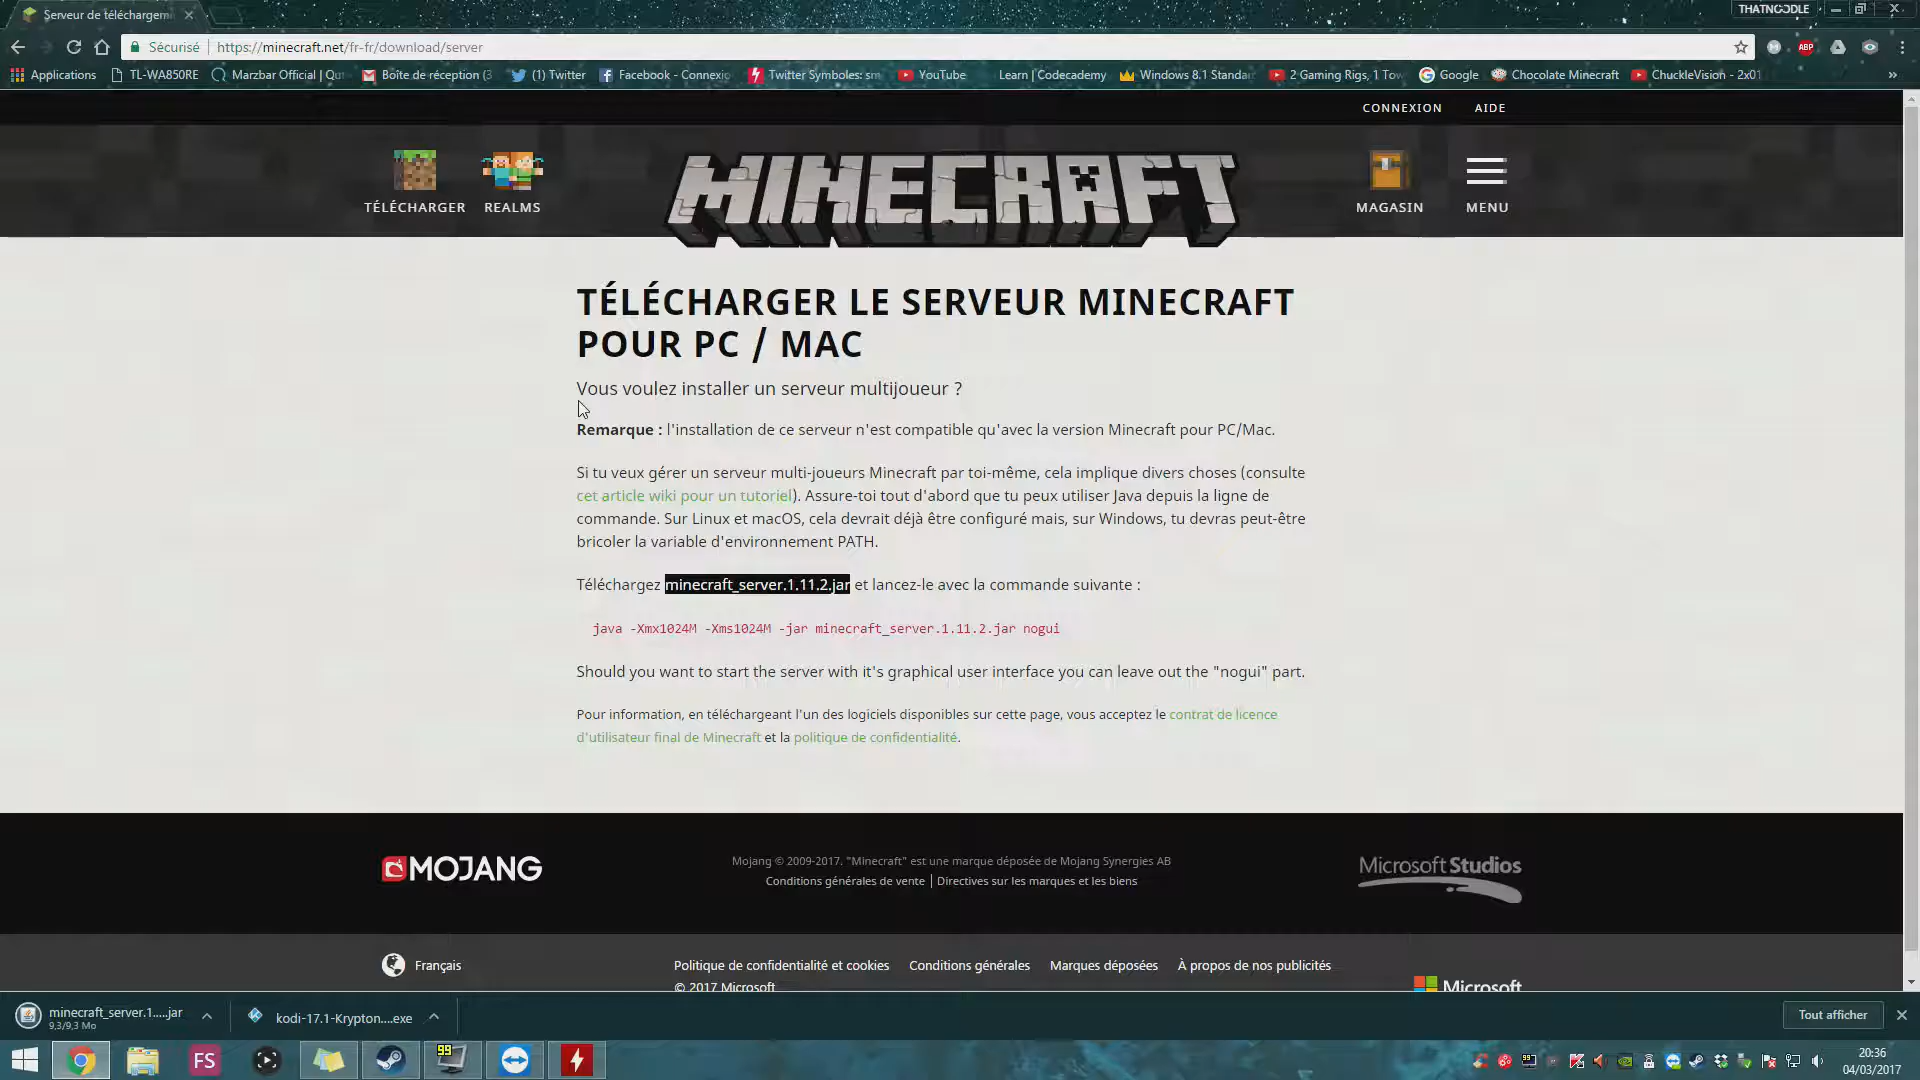 Serveur de téléchargem
THATNOODLE
Sécurisé
https://minecraft.net/fr-fr/download/server
ABP
Applications
TL-WA850RE
Marzbar Official | Qu
Boîte de réception (3
(1) Twitter
Facebook - Connexio
Twitter Symboles: sm
YouTube
Learn | Codecademy
Windows 8.1 Standa
2 Gaming Rigs, 1 Tow
Google
Chocolate Minecraft
ChuckleVision - 2x01
»
CONNEXION
AIDE
TÉLÉCHARGER
REALMS
MINECRAFT
MAGASIN
MENU
TÉLÉCHARGER LE SERVEUR MINECRAFT
POUR PC / MAC
Vous voulez installer un serveur multijoueur ?
Remarque : l'installation de ce serveur n'est compatible qu'avec la version Minecraft pour PC/Mac.
Si tu veux gérer un serveur multi-joueurs Minecraft par toi-même, cela implique divers choses (consulte
cet article wiki pour un tutoriel). Assure-toi tout d'abord que tu peux utiliser Java depuis la ligne de
commande. Sur Linux et macOS, cela devrait déjà être configuré mais, sur Windows, tu devras peut-être
bricoler la variable d'environnement PATH.
Téléchargez minecraft_server.1.11.2.jar et lancez-le avec la commande suivante :
java -Xmx1024M -Xms1024M -jar minecraft_server.1.11.2.jar nogui
Should you want to start the server with it's graphical user interface you can leave out the "nogui" part.
Pour information, en téléchargeant l'un des logiciels disponibles sur cette page, vous acceptez le contrat de licence
d'utilisateur final de Minecraft et la politique de confidentialité.
MOJANG
Mojang © 2009-2017. "Minecraft" est une marque déposée de Mojang Synergies AB
Conditions générales de vente | Directives sur les marques et les biens
Microsoft Studios
Français
Politique de confidentialité et cookies
Conditions générales
Marques déposées
À propos de nos publicités
© 2017 Microsoft
Microsoft
minecraft_server.1.....jar
9,3/9,3 Mo
kodi-17.1-Krypton....exe
Tout afficher
FS
99
20:36
04/03/2017